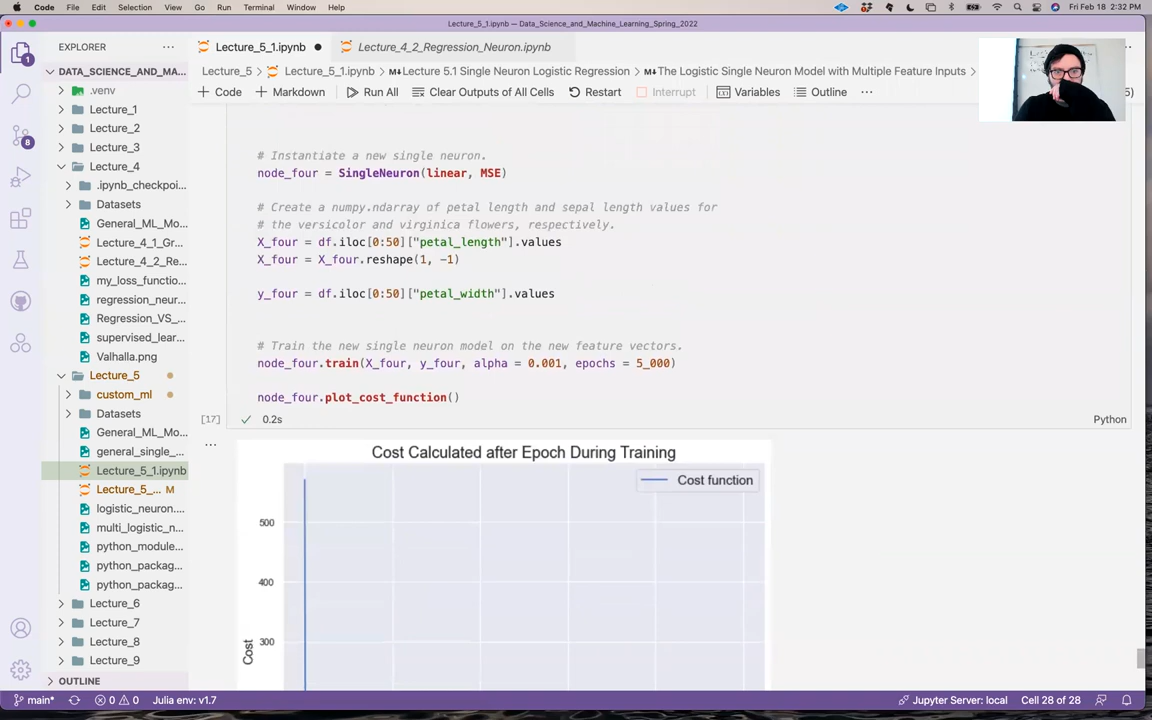 Code File Edit Selection View Go Run Terminal Window Help
Fri Feb 18 2:32 PM
Lecture_5_1.ipynb — Data_Science_and_Machine_Learning_Spring_2022
EXPLORER
Lecture_5_1.ipynb
Lecture_4_2_Regression_Neuron.ipynb
DATA_SCIENCE_AND_MA...
Lecture_5 > Lecture_5_1.ipynb > M↓Lecture 5.1 Single Neuron Logistic Regression > M↓The Logistic Single Neuron Model with Multiple Feature Inputs >
+ Code + Markdown Run All Clear Outputs of All Cells Restart Interrupt Variables Outline ...
.venv
Lecture_1
Lecture_2
Lecture_3
Lecture_4
.ipynb_checkpoi...
Datasets
General_ML_Mo...
Lecture_4_1_Gr...
Lecture_4_2_Re...
my_loss_functio...
regression_neur...
Regression_VS_...
supervised_lear...
Valhalla.png
Lecture_5
custom_ml
Datasets
General_ML_Mo...
general_single_...
Lecture_5_1.ipynb
Lecture_5_... M
logistic_neuron....
multi_logistic_n...
python_module...
python_packag...
python_packag...
Lecture_6
Lecture_7
Lecture_8
Lecture_9
OUTLINE
# Instantiate a new single neuron.
node_four = SingleNeuron(linear, MSE)
# Create a numpy.ndarray of petal length and sepal length values for
# the versicolor and virginica flowers, respectively.
X_four = df.iloc[0:50]["petal_length"].values
X_four = X_four.reshape(1, -1)
y_four = df.iloc[0:50]["petal_width"].values
# Train the new single neuron model on the new feature vectors.
node_four.train(X_four, y_four, alpha = 0.001, epochs = 5_000)
node_four.plot_cost_function()
[17] 0.2s Python
Cost Calculated after Epoch During Training
Cost function
500
400
300
Cost
1
8
main* 0 0 Julia env: v1.7
Jupyter Server: local Cell 28 of 28